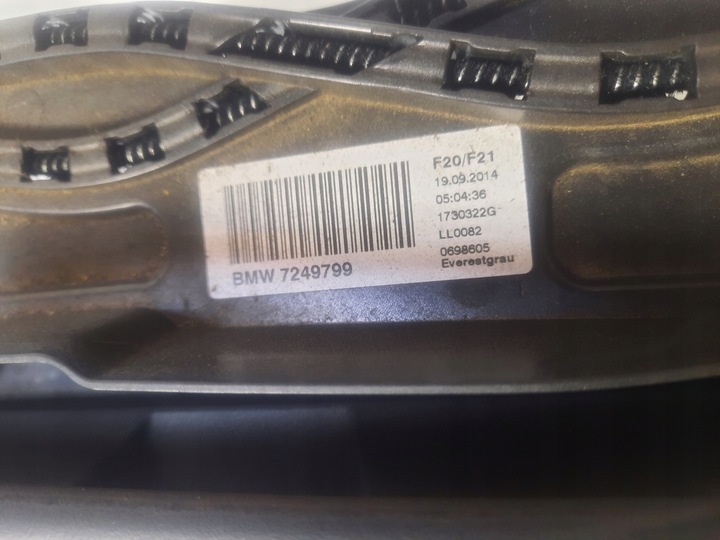 F20/F21
19.09.2014
05:04:36
1730322G
LL0082
0698605
Everestgrau
BMW 7249799